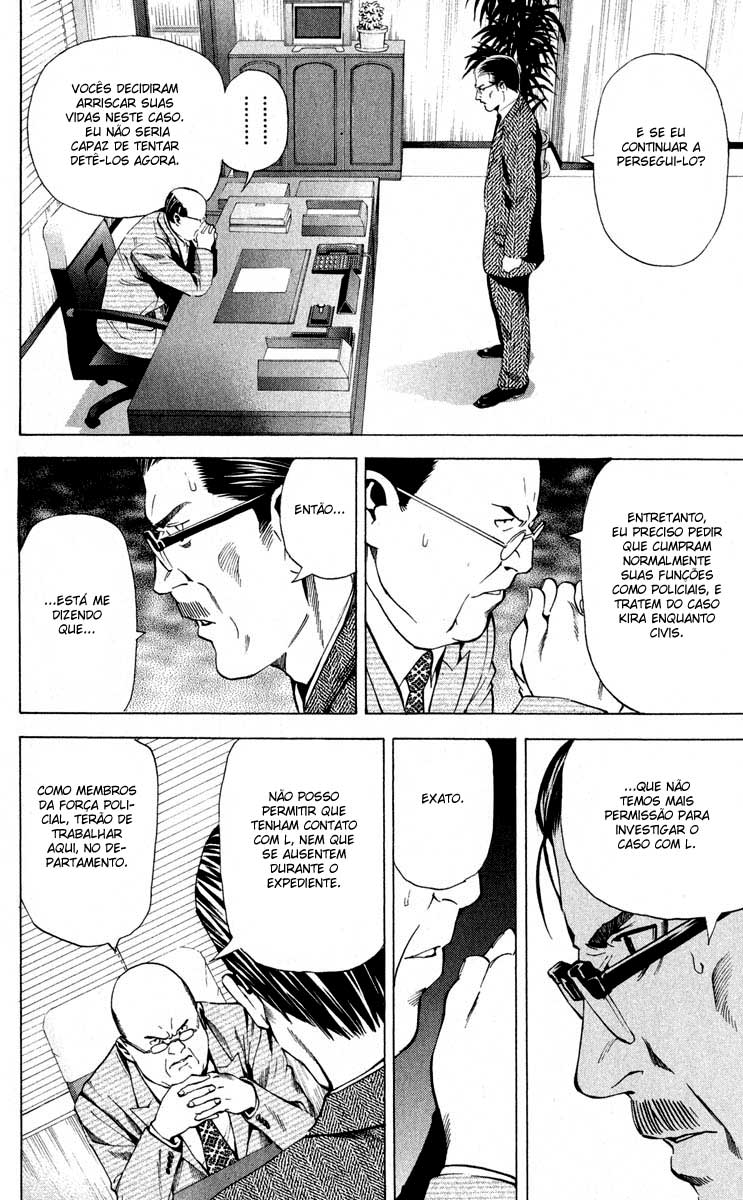 E SE EU
CONTINUAR A
PERSEGUI-LO?
......
VOCÊS DECIDIRAM
ARRISCAR SUAS
VIDAS NESTE CASO.
EU NÃO SERIA
CAPAZ DE TENTAR
DETÊ-LOS AGORA.
ENTRETANTO,
EU PRECISO PEDIR
QUE CUMPRAM
NORMALMENTE
SUAS FUNÇÕES
COMO POLICIAIS, E
TRATEM DO CASO
KIRA ENQUANTO
CIVIS.
ENTÃO...
...ESTÁ ME
DIZENDO
QUE...
...QUE NÃO
TEMOS MAIS
PERMISSÃO PARA
INVESTIGAR O
CASO COM L.
EXATO.
NÃO POSSO
PERMITIR QUE
TENHAM CONTATO
COM L, NEM QUE
SE AUSENTEM
DURANTE O
EXPEDIENTE.
COMO MEMBROS
DA FORÇA POLI-
CIAL, TERÃO DE
TRABALHAR
AQUI, NO DE-
PARTAMENTO.